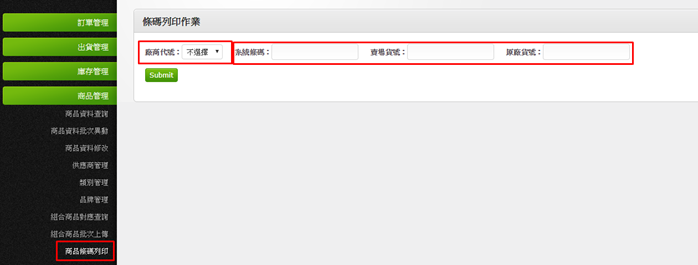 訂單管理
出貨管理
庫存管理
商品管理
商品資料查詢
商品資料批次異動
商品資料修改
供應商管理
類別管理
品牌管理
組合商品對應查詢
組合商品批次上傳
商品條碼列印
條碼列印作業
廠商代號：不選擇 系統條碼： 賣場貨號： 原廠貨號：
Submit